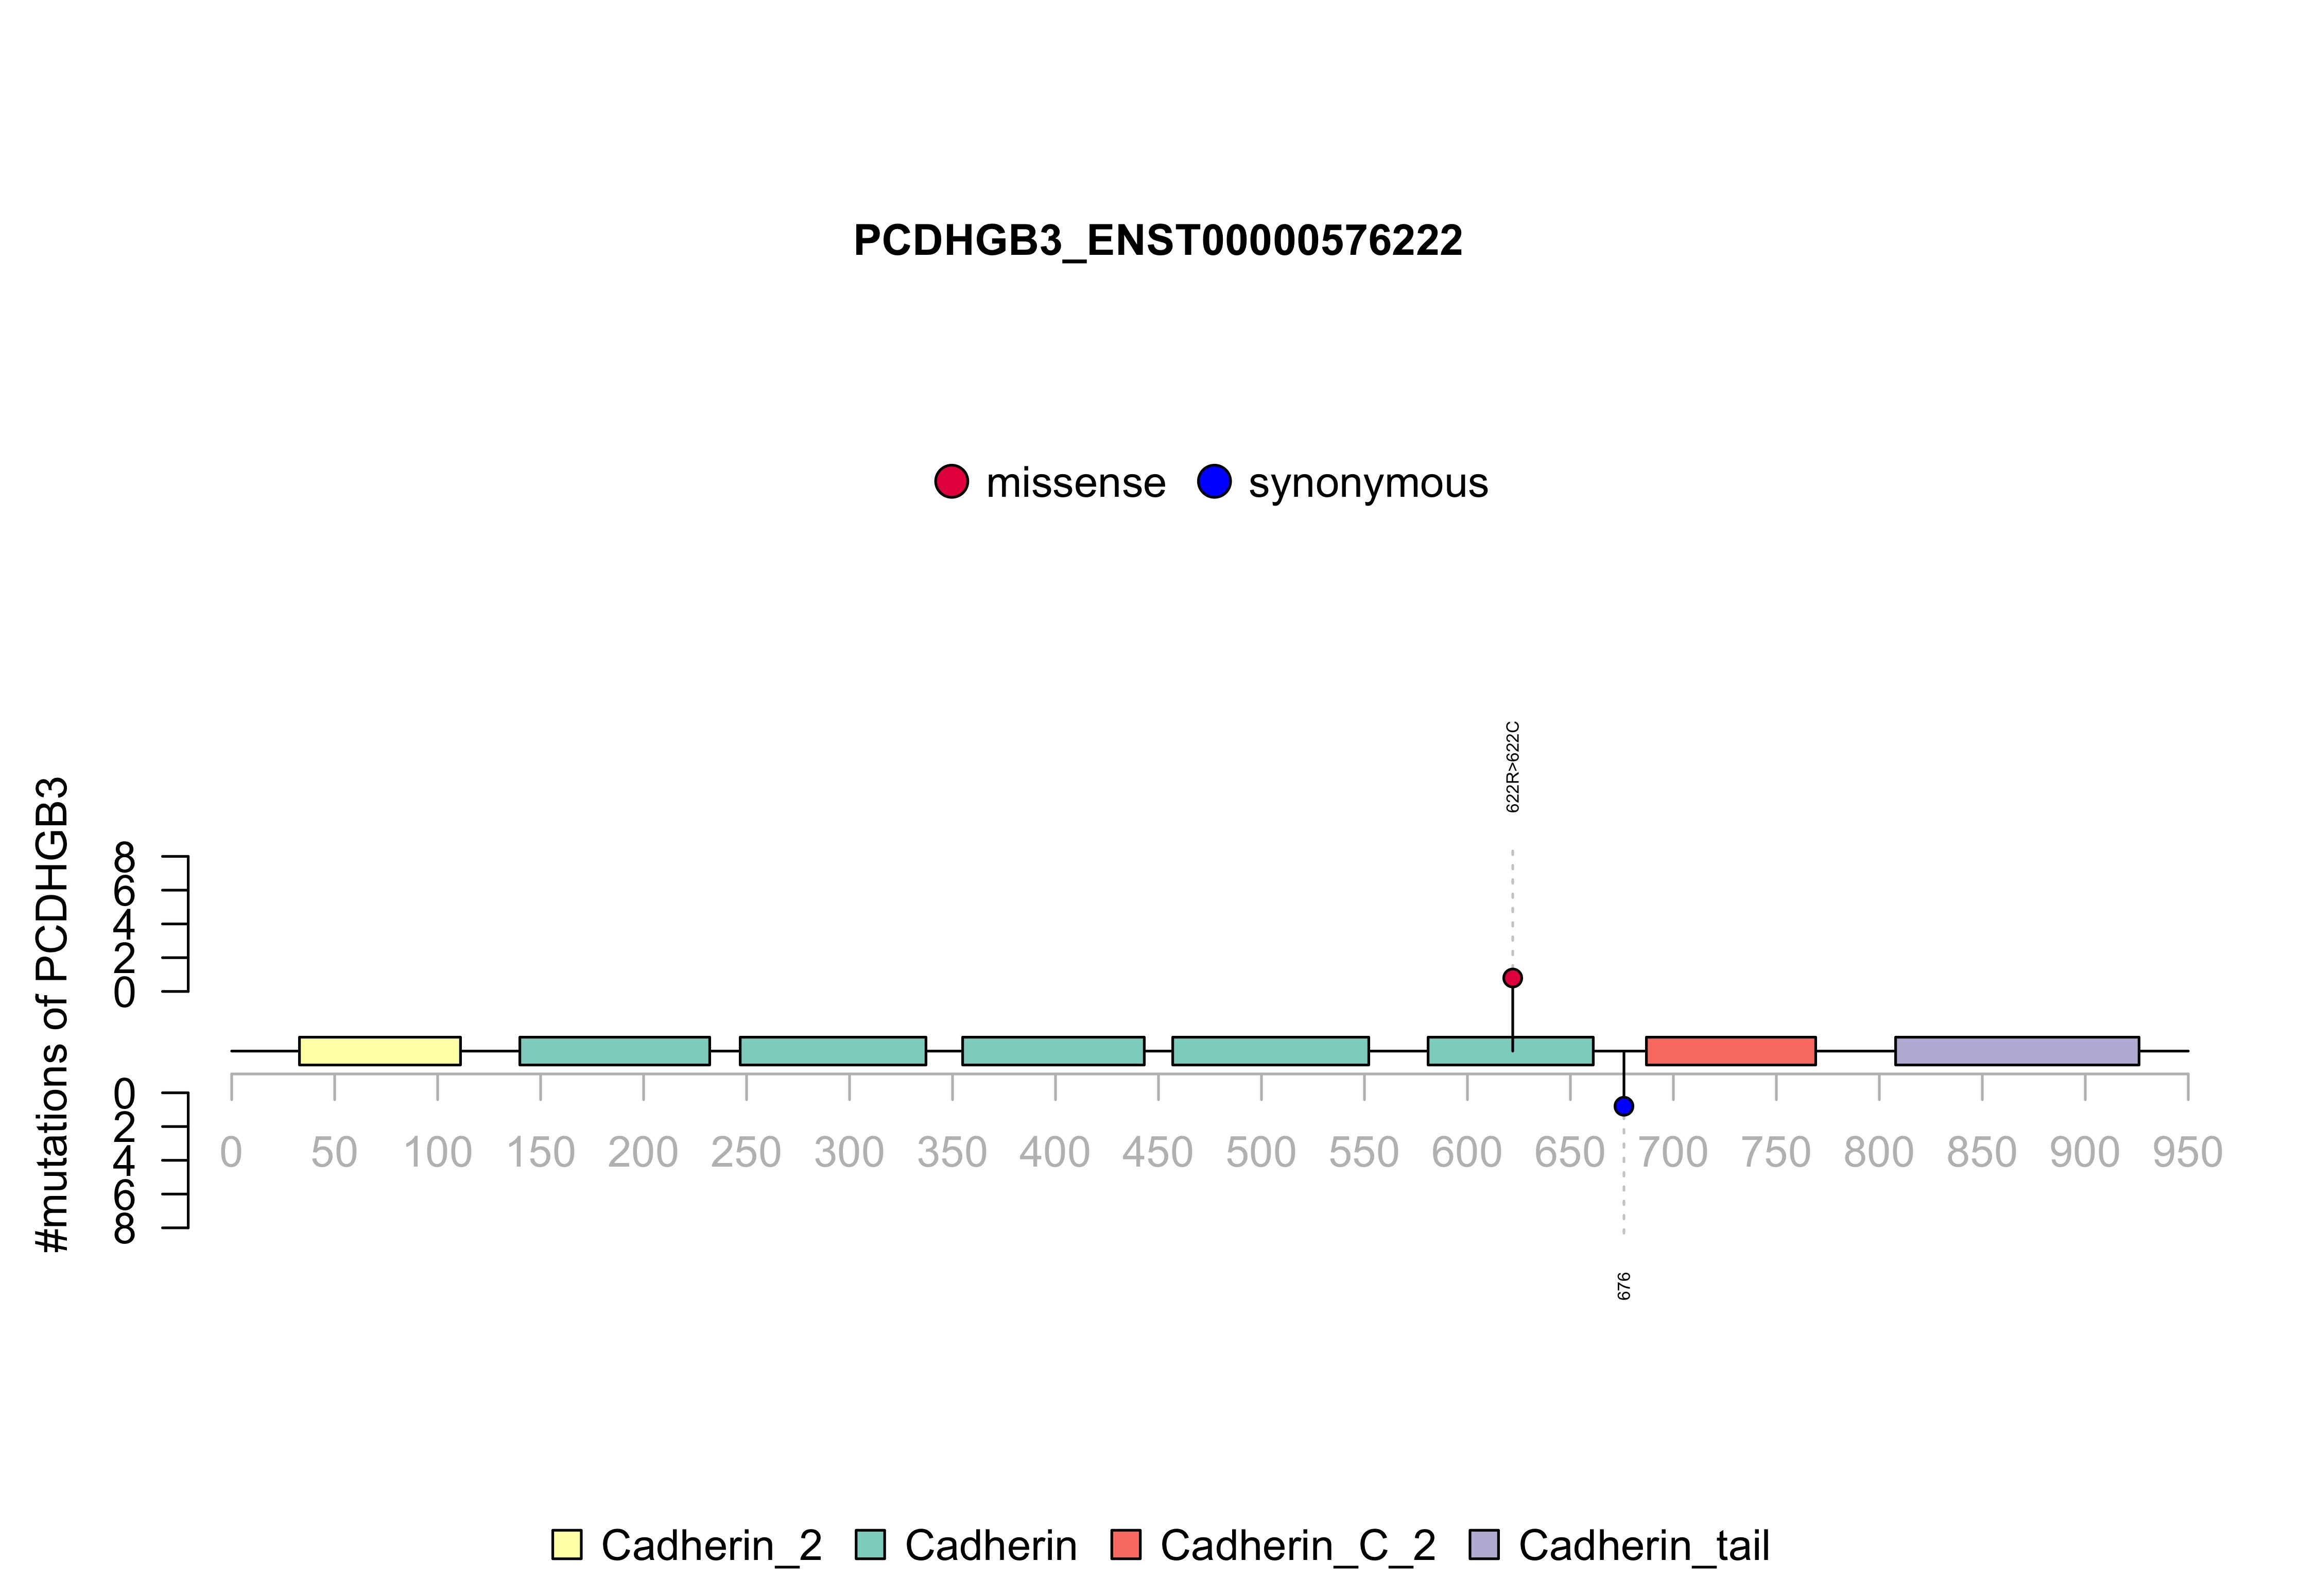 PCDHGB3_ENST00000576222
missense synonymous
622R>622C
#mutations of PCDHGB3
8
6
4
2
0
0
2
4
6
8
0 50 100 150 200 250 300 350 400 450 500 550 600 650 700 750 800 850 900 950
676
Cadherin_2 Cadherin Cadherin_C_2 Cadherin_tail